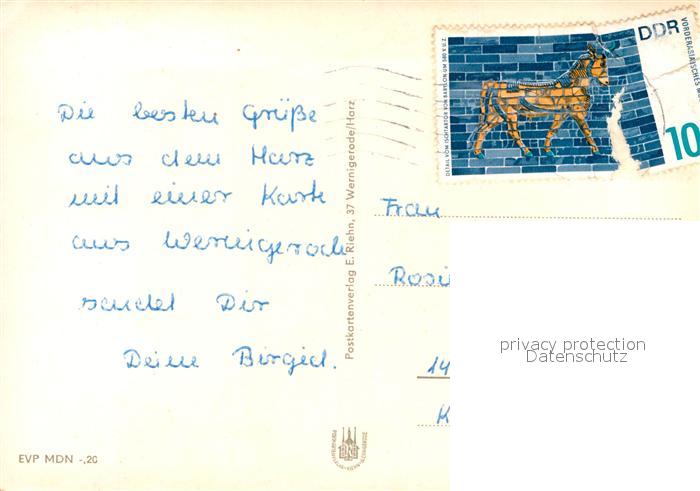 Die besten Grüße
aus dem Harz
mit einer Karte
aus Wernigerode
sendet Dir
Deine Birgid.
EVP MDN -,20
Postkartenverlag E. Riehn, 37 Wernigerode/Harz
DETAIL VOM ISCHTARTOR VON BABYLON UM 580 V. U. Z.
DDR
VORDERASIATISCHES
10
Frau
Rosi
14
K
privacy protection
Datenschutz